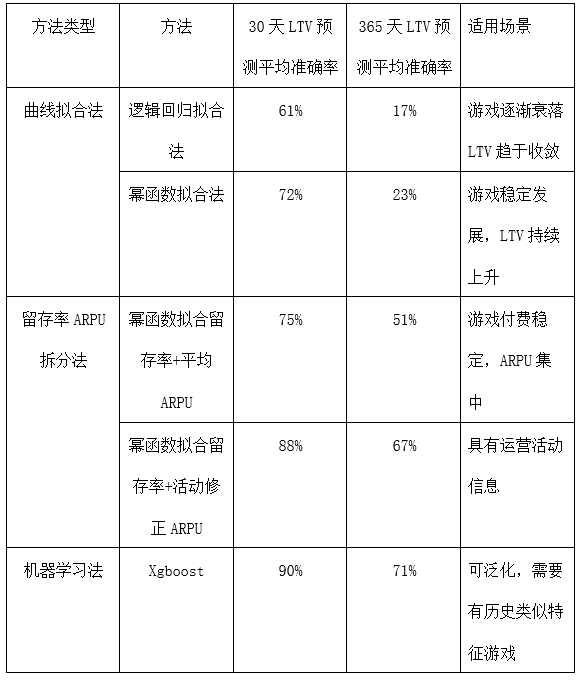 方法类型
方法
30天LTV预
测平均准确率
365天LTV预
测平均准确率
适用场景
曲线拟合法
逻辑回归拟合
法
61%
17%
游戏逐渐衰落
LTV趋于收敛
幂函数拟合法
72%
23%
游戏稳定发
展，LTV持续
上升
留存率ARPU
拆分法
幂函数拟合留
存率+平均
ARPU
75%
51%
游戏付费稳
定，ARPU集
中
幂函数拟合留
存率+活动修
正ARPU
88%
67%
具有运营活动
信息
机器学习法
Xgboost
90%
71%
可泛化，需要
有历史类似特
征游戏